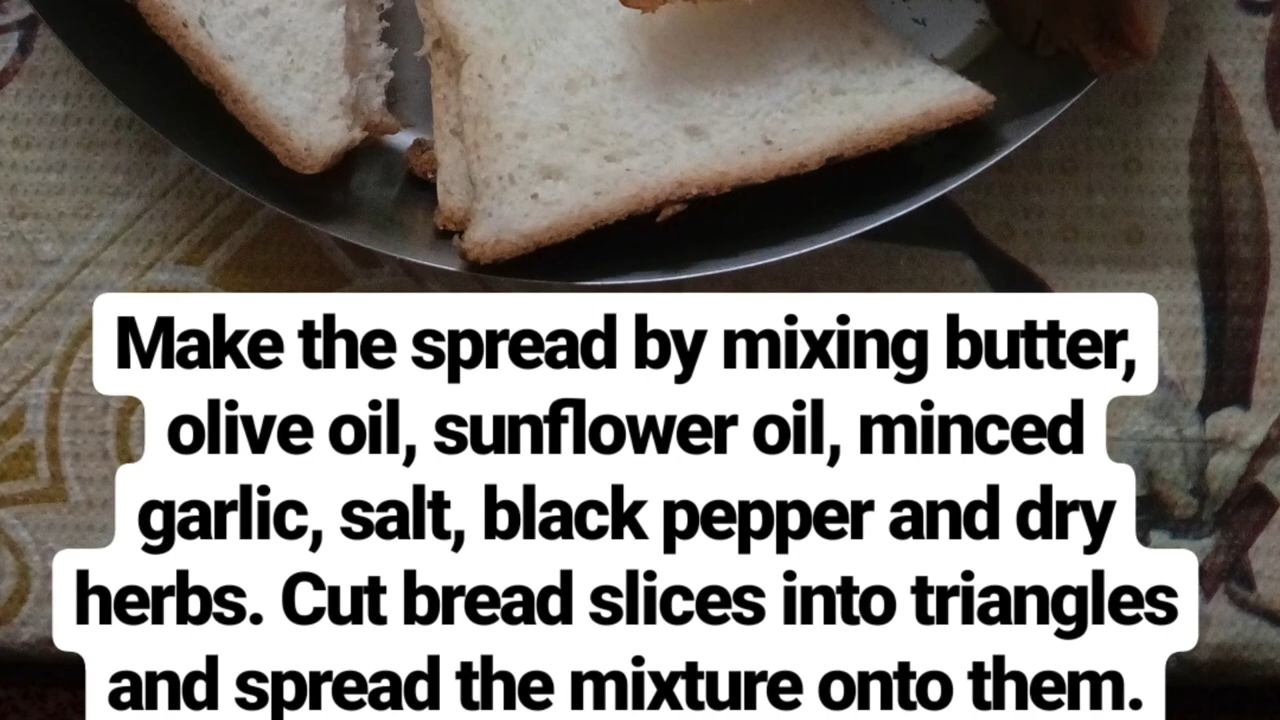 Make the spread by mixing butter,
olive oil, sunflower oil, minced
garlic, salt, black pepper and dry
herbs. Cut bread slices into triangles
and spread the mixture onto them.